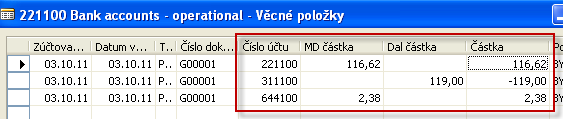 221100 Bank accounts - operational - Věcné položky
Zúčtova... Datum v... T... Číslo dok... Číslo účtu MD částka Dal částka Částka
03.10.11 03.10.11 P... G00001 221100 116,62 116,62
03.10.11 03.10.11 P... G00001 311100 119,00 -119,00
03.10.11 03.10.11 P... G00001 644100 2,38 2,38